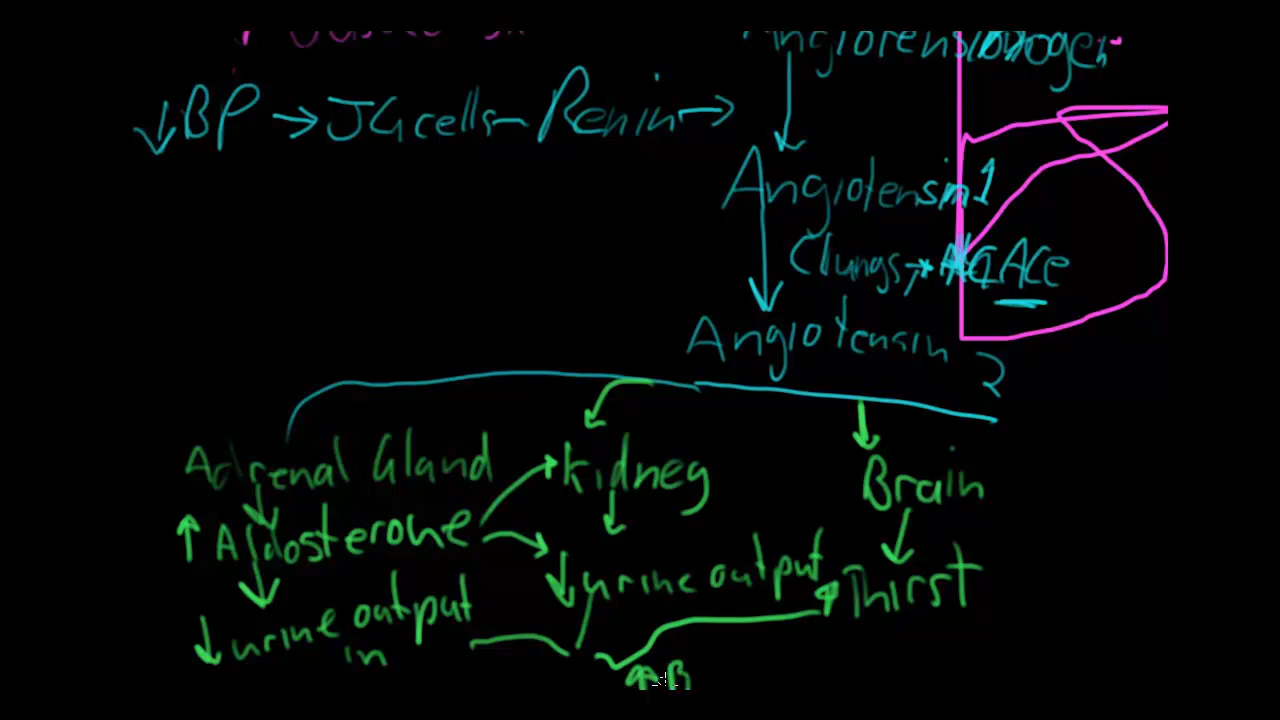 Angiotensinogen
↓BP → JG cells – Renin →
Angiotensin 1
(lungs → ACE
Angiotensin 2
Adrenal Gland
Kidney
Brain
↑ Aldosterone
↓ urine output
↑ Thirst
↓ urine output
in